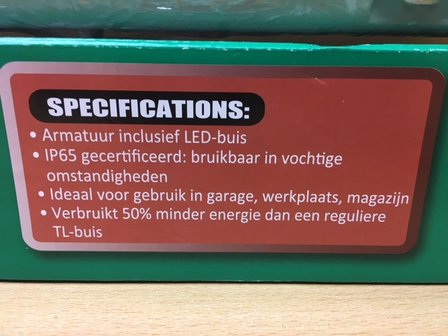 SPECIFICATIONS:
• Armatuur inclusief LED-buis
• IP65 gecertificeerd: bruikbaar in vochtige
omstandigheden
• Ideaal voor gebruik in garage, werkplaats, magazijn
• Verbruikt 50% minder energie dan een reguliere
TL-buis